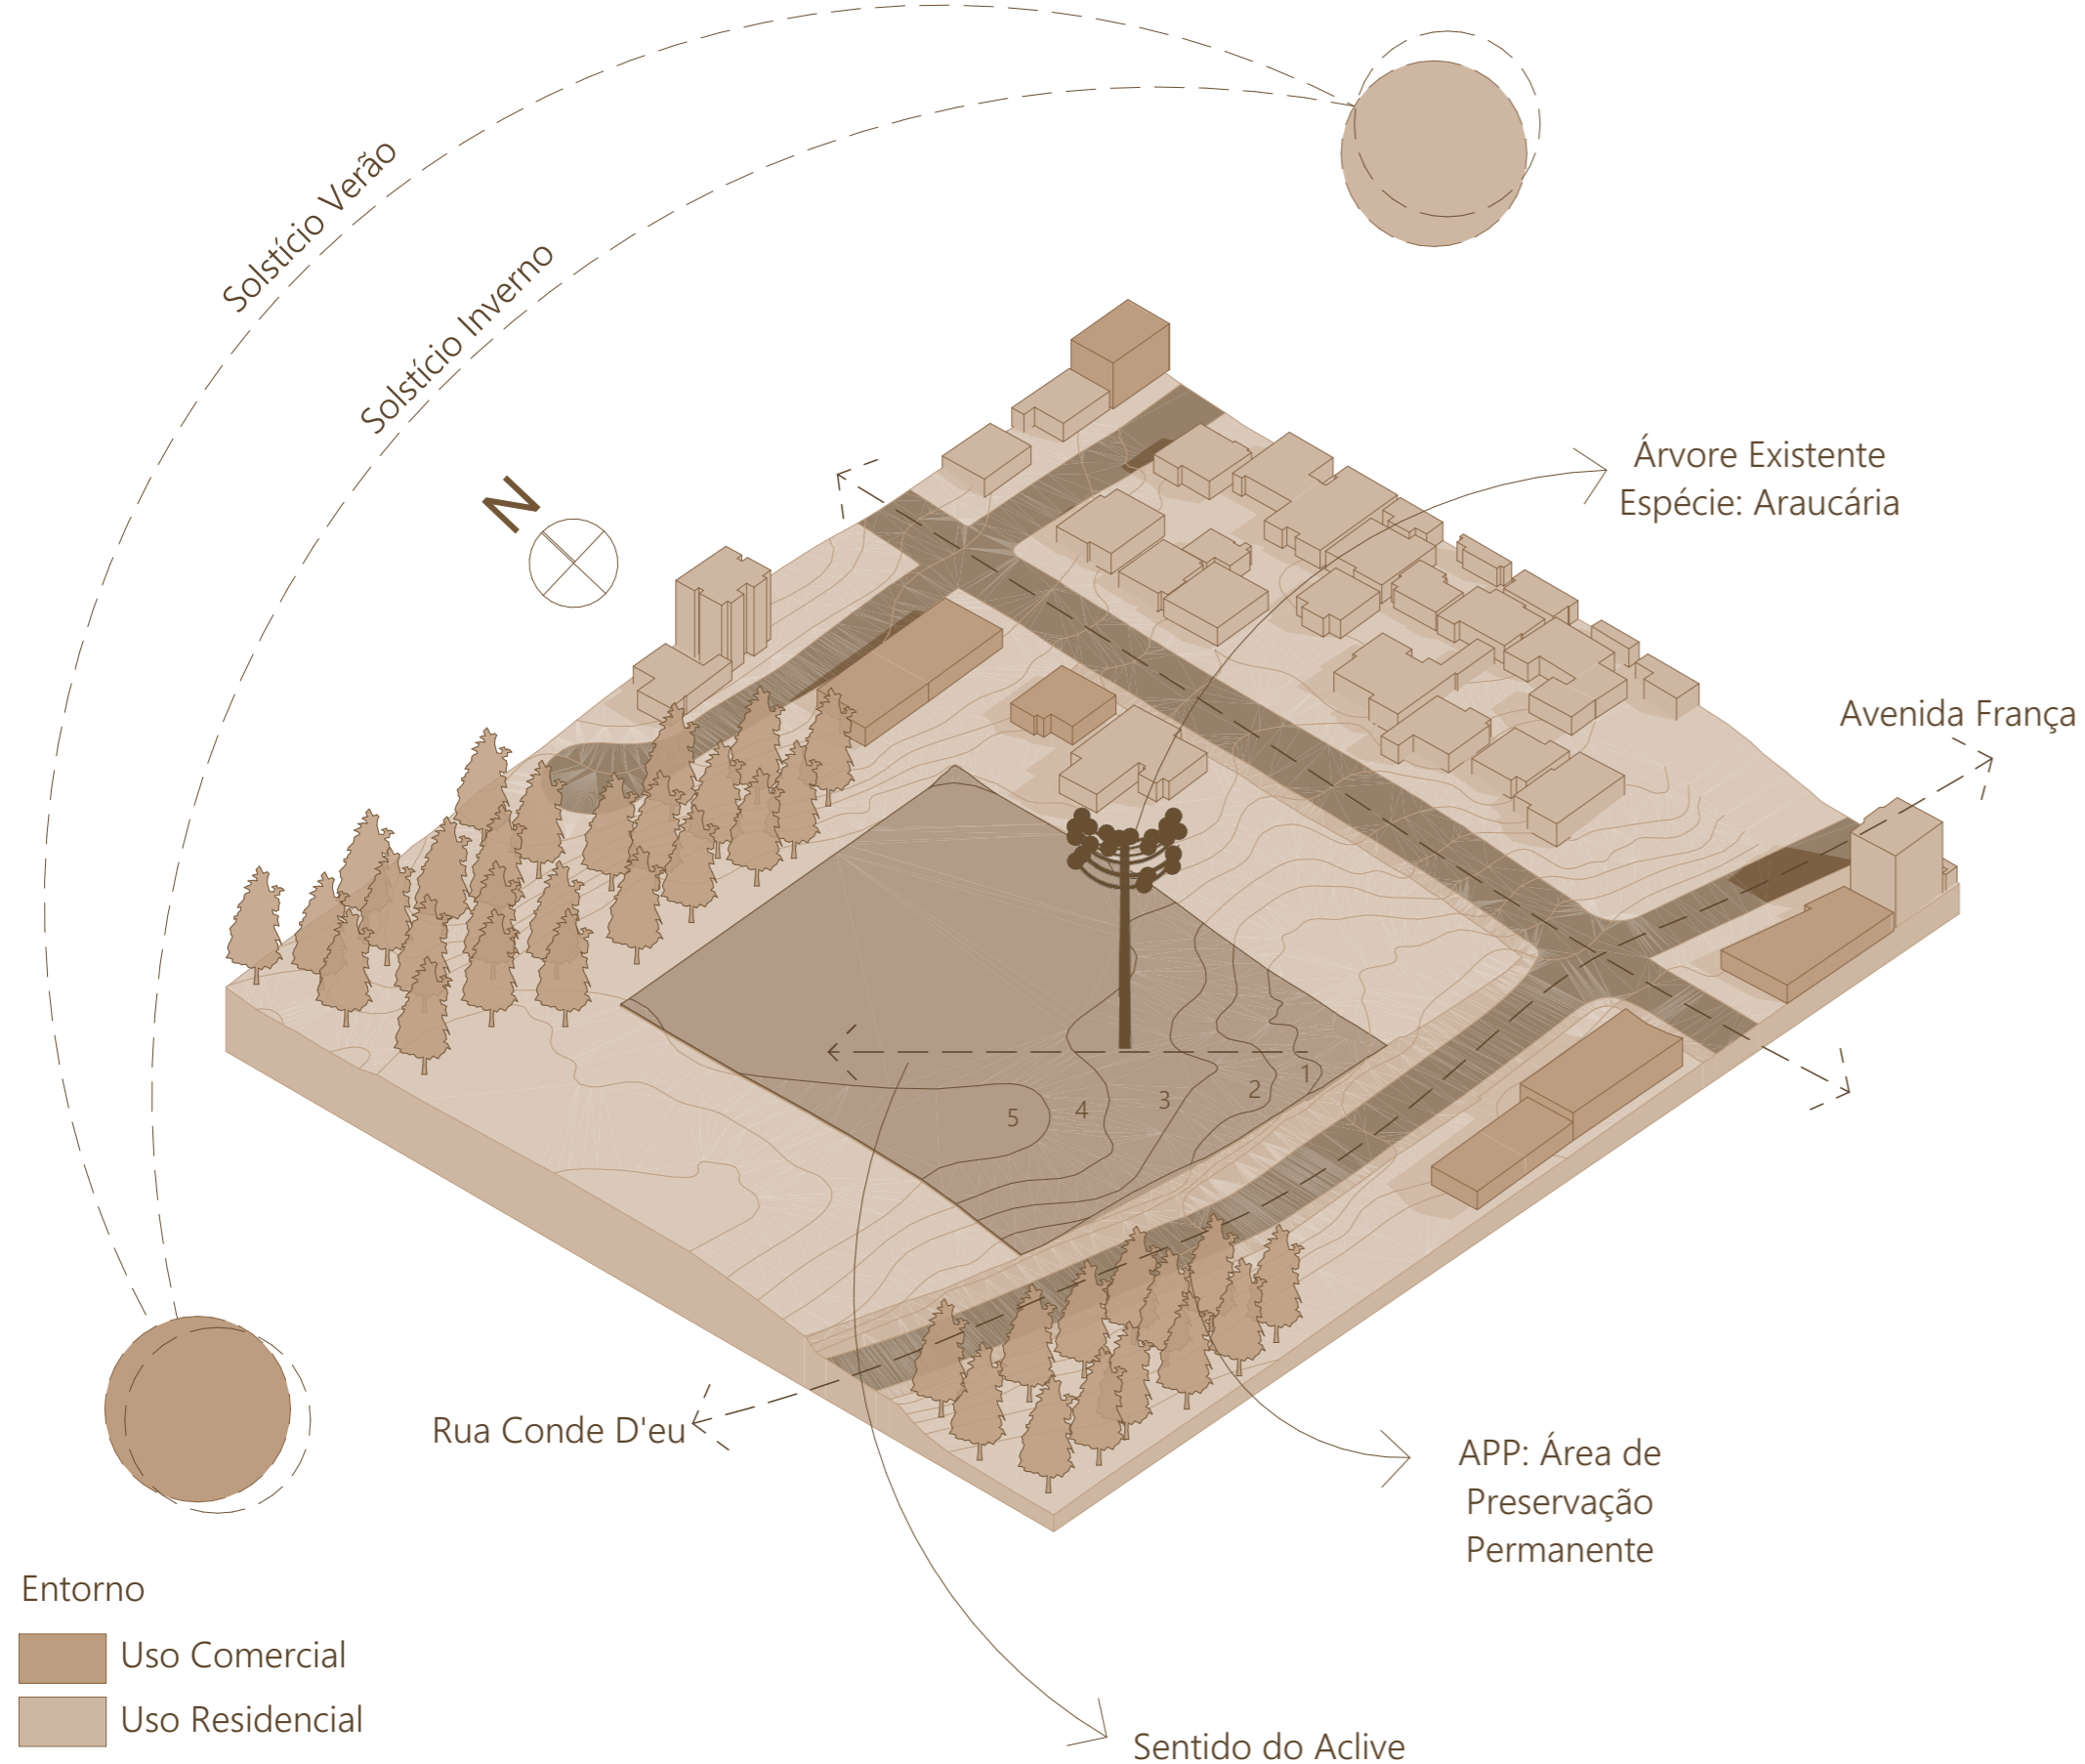 Solstício Verão
Solstício Inverno
N
Árvore Existente
Espécie: Araucária
Avenida França
1
2
3
4
5
Rua Conde D'eu
APP: Área de
Preservação
Permanente
Entorno
Uso Comercial
Uso Residencial
Sentido do Aclive